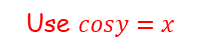 Use cosy = x